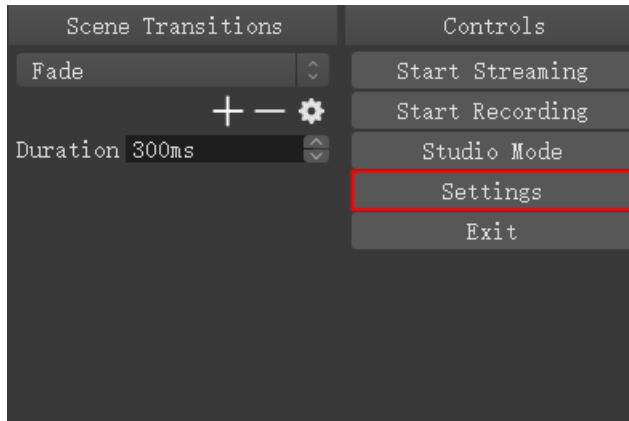 Scene Transitions
Fade
Duration 300ms
Controls
Start Streaming
Start Recording
Studio Mode
Settings
Exit